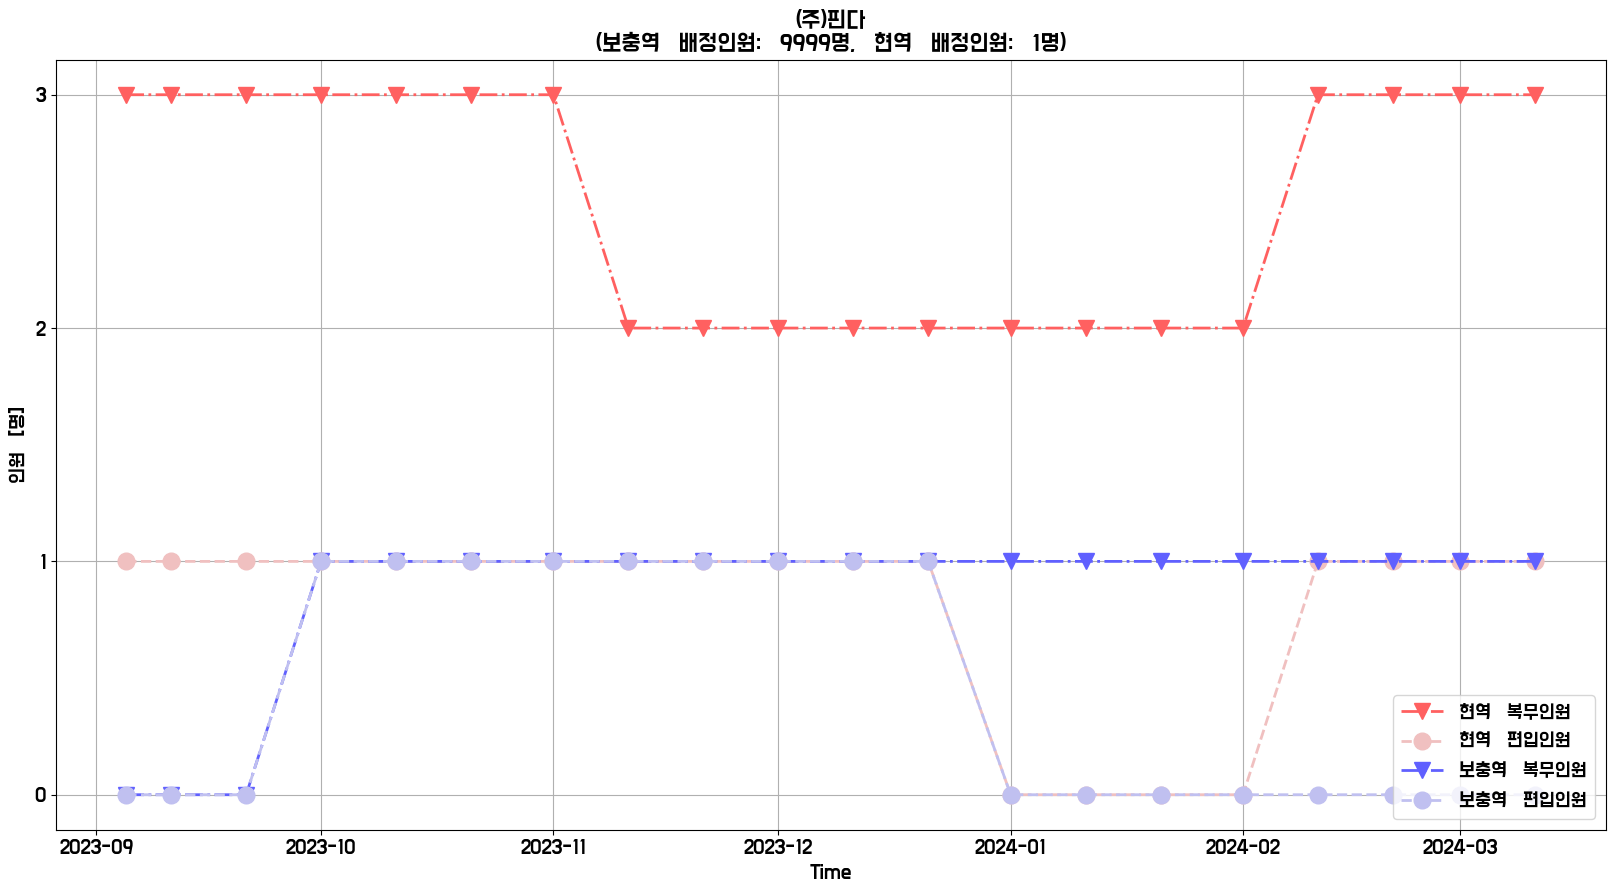 (주)핀다
(보충역 배정인원: 9999명, 현역 배정인원: 1명)
인원 [명]
3
2
1
0
2023-09 2023-10 2023-11 2023-12 2024-01 2024-02 2024-03
Time
현역 복무인원
현역 편입인원
보충역 복무인원
보충역 편입인원